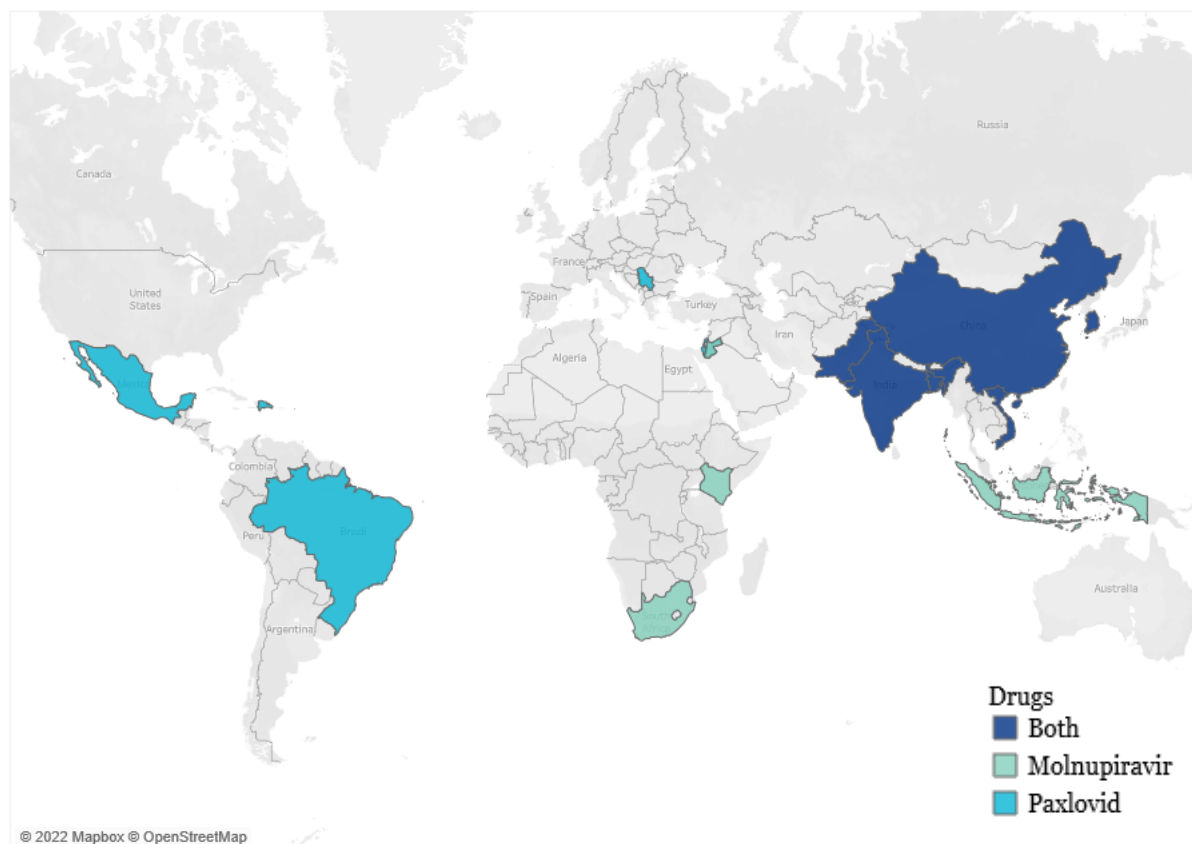 Russia
Canada
France
United
States
Spain
Turkey
China
Japan
Iran
Algeria
Egypt
India
Mexico
Colombia
Brazil
Peru
South
Africa
Australia
Argentina
Drugs
Both
Molnupiravir
Paxlovid
© 2022 Mapbox © OpenStreetMap